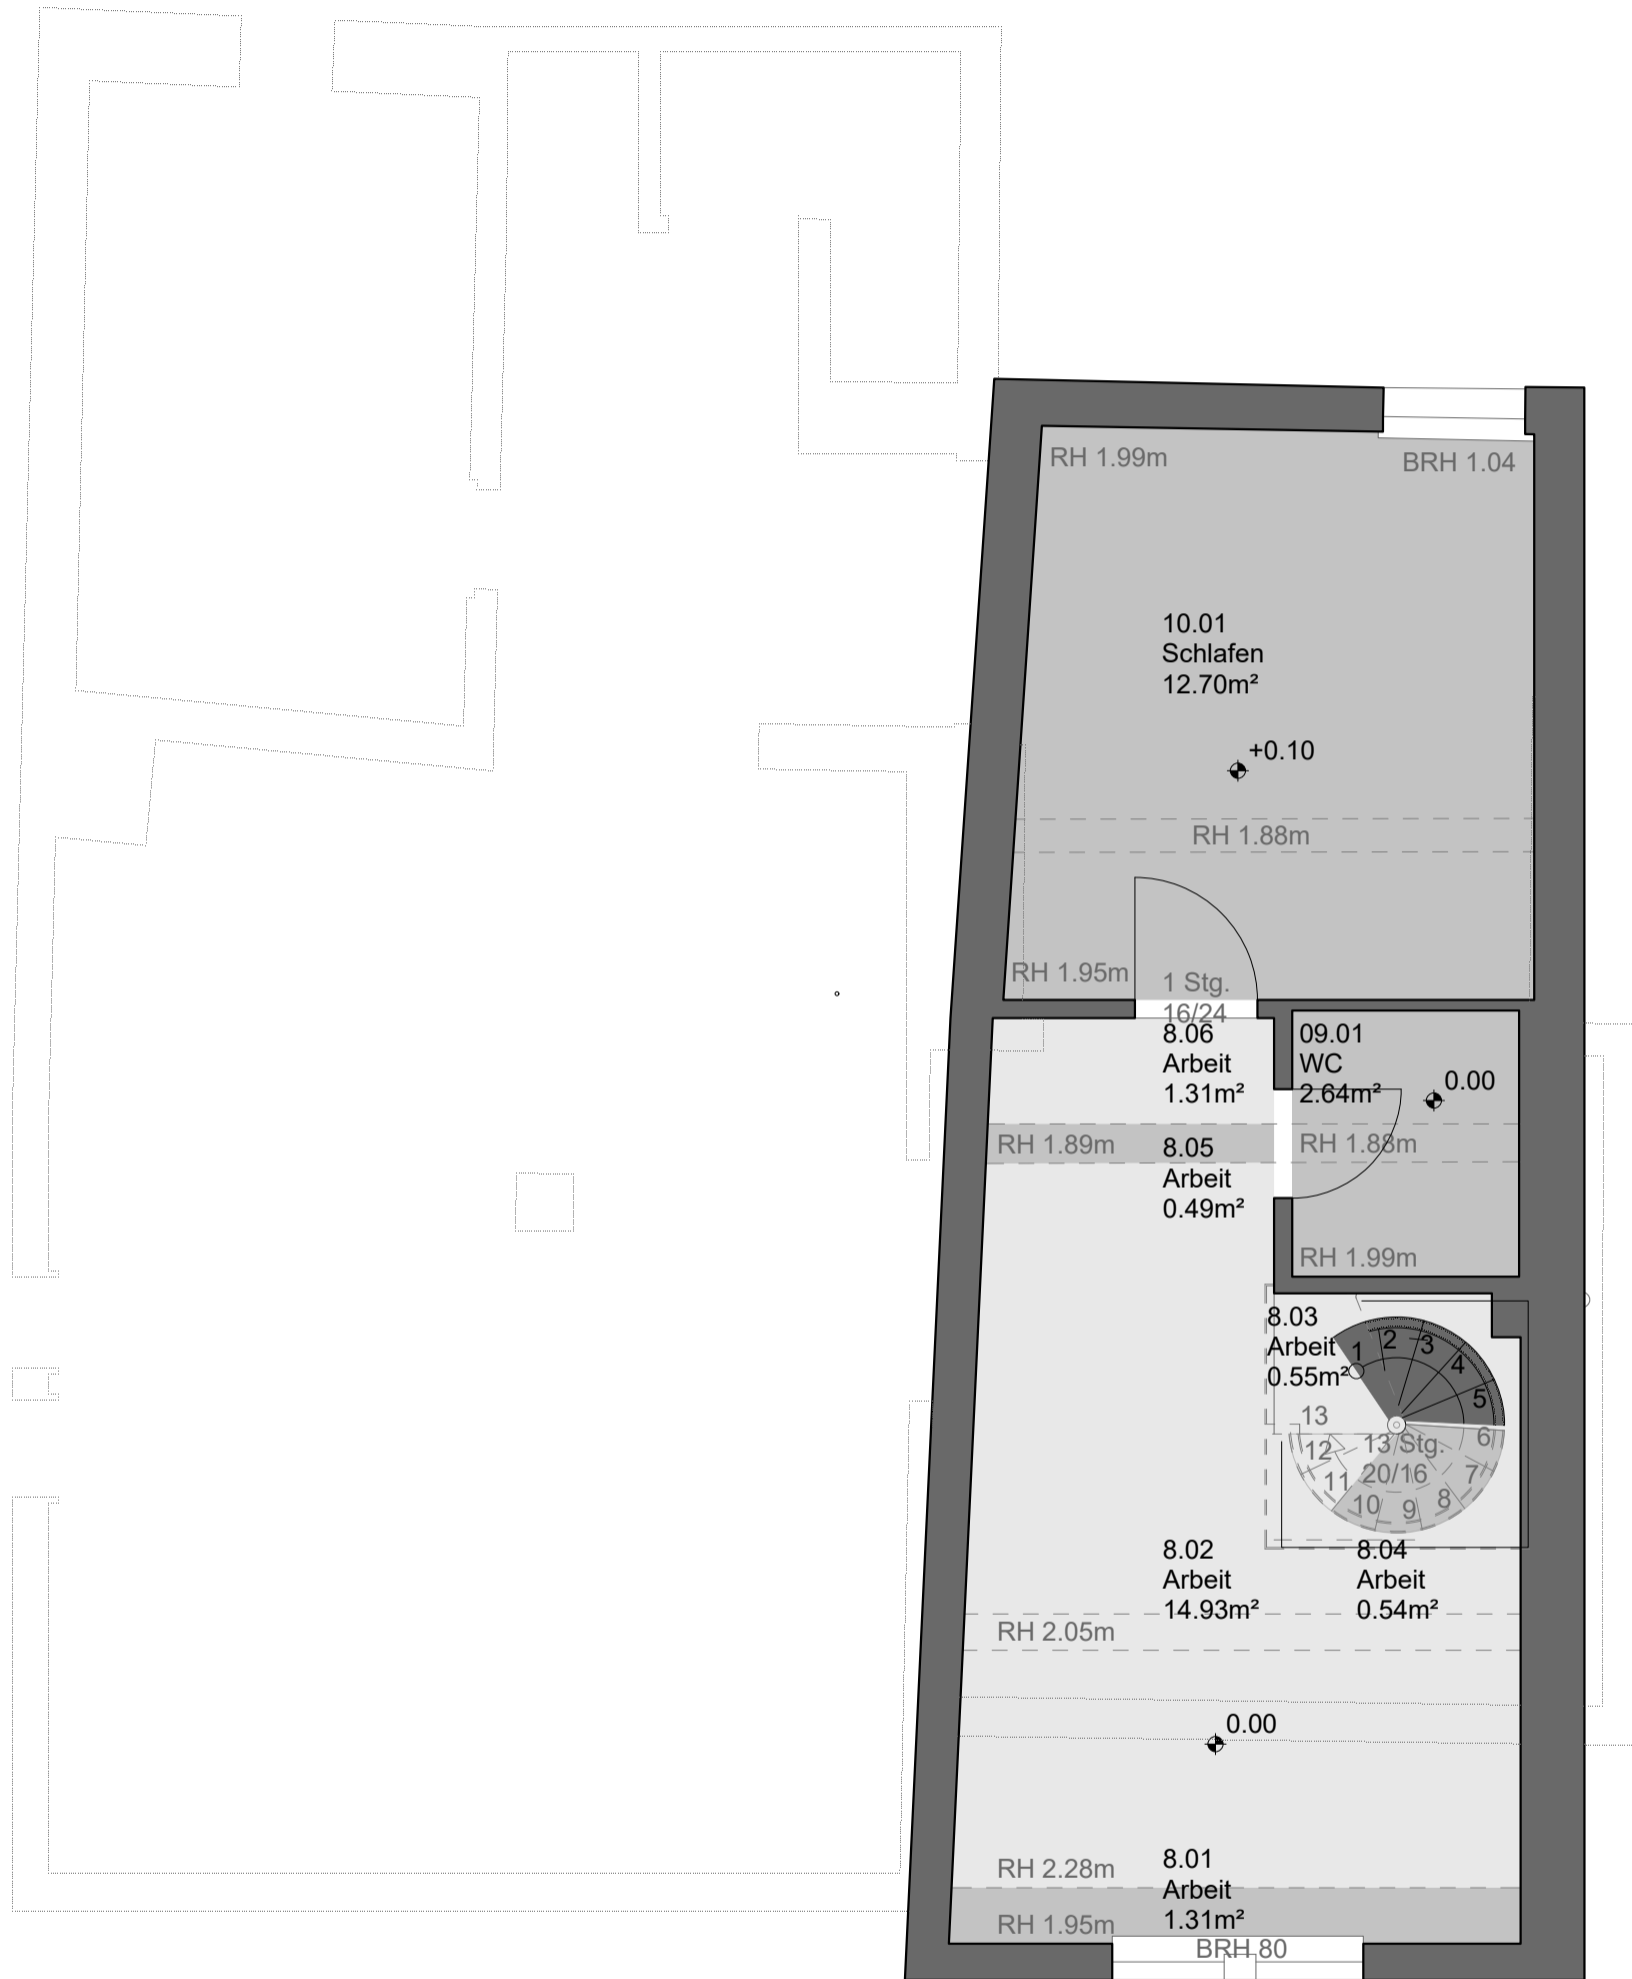 RH 1.99m
BRH 1.04
10.01
Schlafen
12.70m²
+0.10
RH 1.88m
RH 1.95m
1 Stg.
16/24
8.06
Arbeit
1.31m²
09.01
WC
2.64m²
0.00
RH 1.89m
8.05
Arbeit
0.49m²
RH 1.88m
RH 1.99m
8.03
Arbeit
0.55m²
1
2
3
4
5
6
7
8
9
10
11
12
13
13 Stg.
20/16
8.02
Arbeit
14.93m²
8.04
Arbeit
0.54m²
RH 2.05m
0.00
RH 2.28m
8.01
Arbeit
1.31m²
RH 1.95m
BRH 80